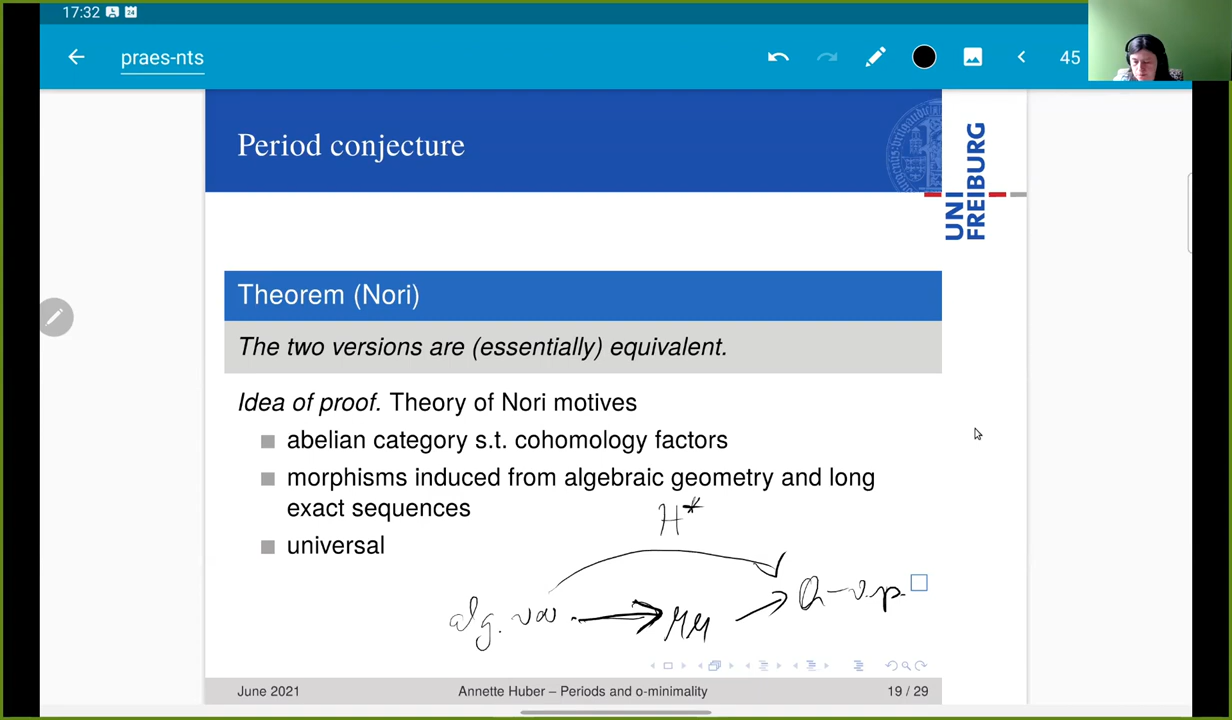 17:32
praes-nts
45
Period conjecture
UNI
FREIBURG
Theorem (Nori)
The two versions are (essentially) equivalent.
Idea of proof. Theory of Nori motives
abelian category s.t. cohomology factors
morphisms induced from algebraic geometry and long
exact sequences
universal
H*
alg. var
MM
Q-v.sp.
June 2021
Annette Huber – Periods and o-minimality
19 / 29